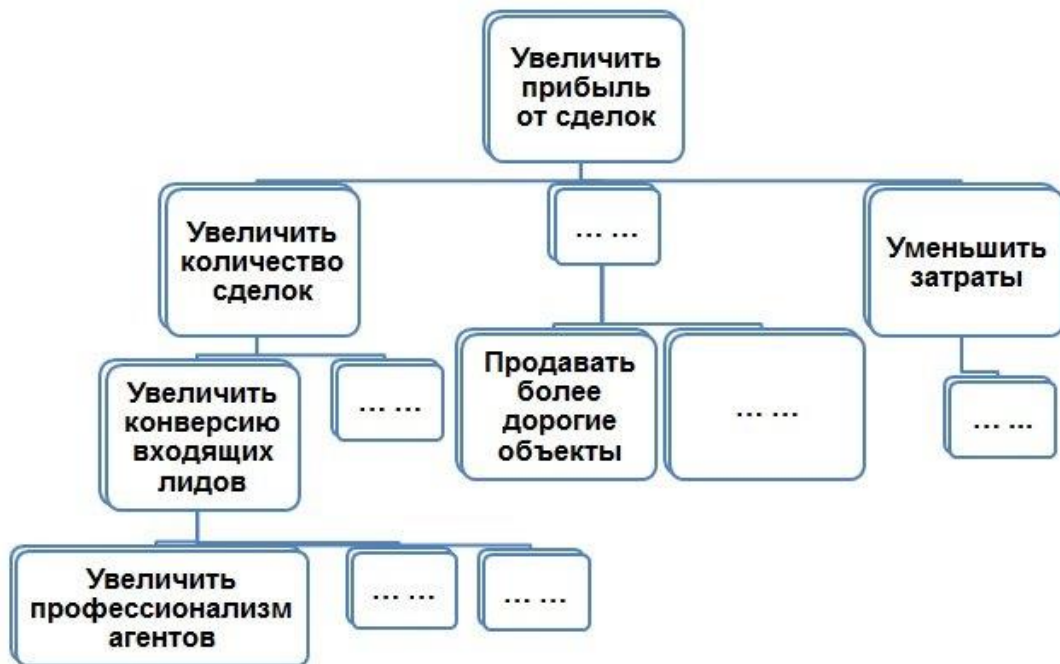 Увеличить
прибыль
от сделок
Увеличить
количество
сделок
... ...
Уменьшить
затраты
Увеличить
конверсию
входящих
лидов
... ...
Продавать
более
дорогие
объекты
... ...
... ...
Увеличить
профессионализм
агентов
... ...
... ...